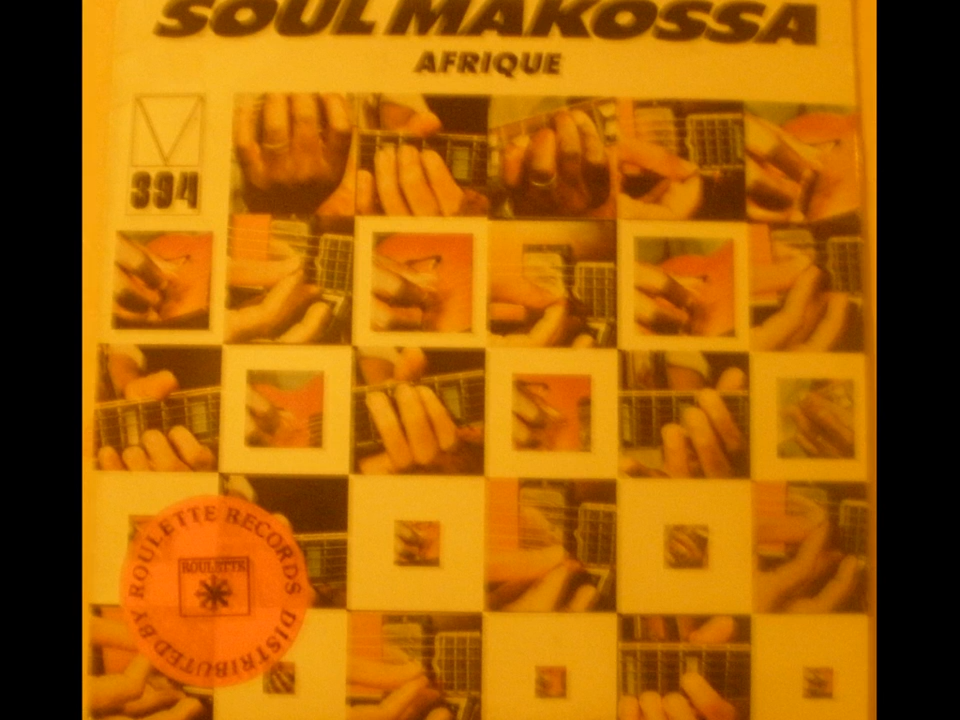 SOUL MAKOSSA
AFRIQUE
394
ROULETTE RECORDS
ROULETTE
DISTRIBUTED BY